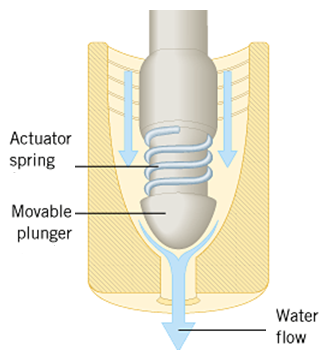 Actuator
spring
Movable
plunger
Water
flow